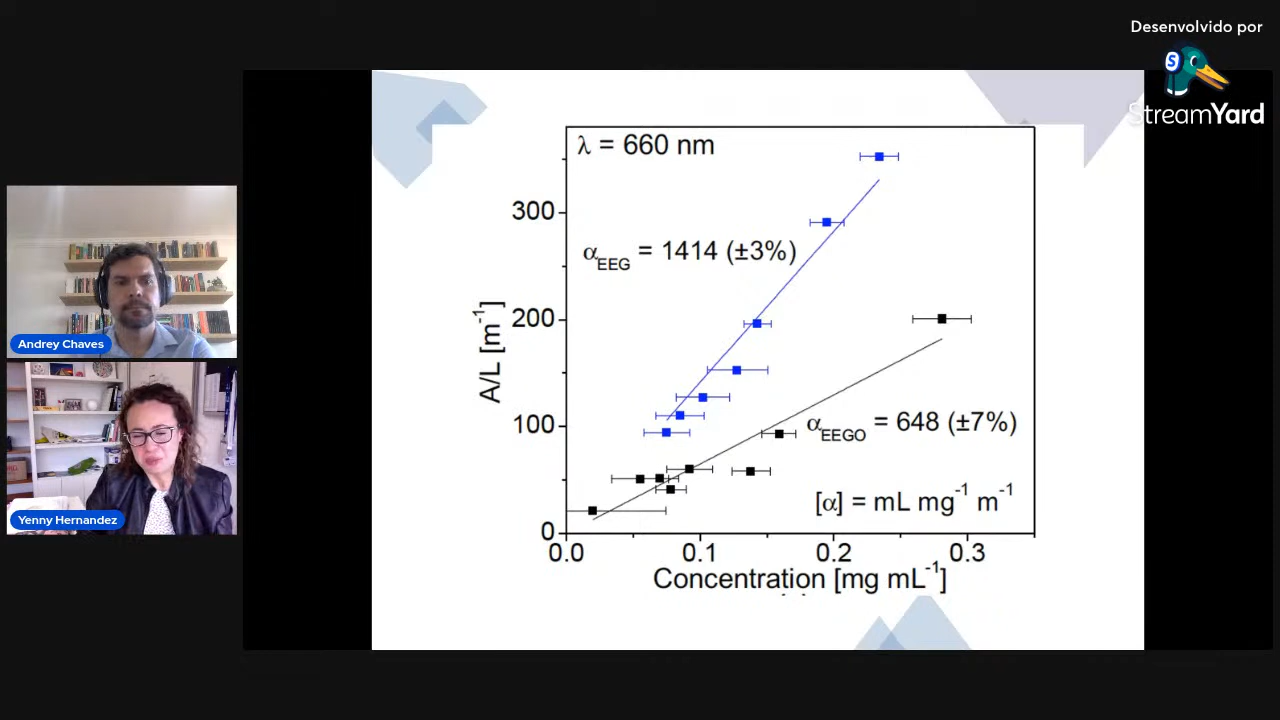 Desenvolvido por
StreamYard
Andrey Chaves
Yenny Hernandez
λ = 660 nm
α_EEG = 1414 (±3%)
α_EEGO = 648 (±7%)
[α] = mL mg⁻¹ m⁻¹
A/L [m⁻¹]
300
200
100
0
0.0 0.1 0.2 0.3
Concentration [mg mL⁻¹]